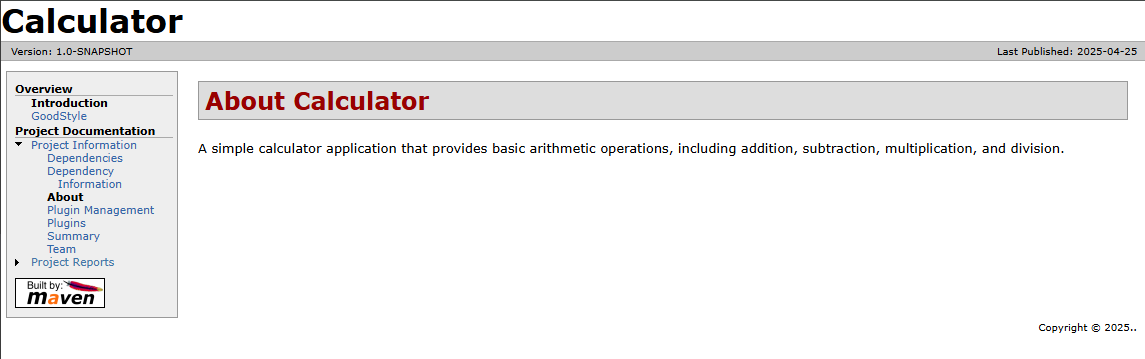 Calculator
Version: 1.0-SNAPSHOT
Last Published: 2025-04-25
Overview
Introduction
GoodStyle
Project Documentation
Project Information
Dependencies
Dependency
Information
About
Plugin Management
Plugins
Summary
Team
Project Reports
Built by:
maven
About Calculator
A simple calculator application that provides basic arithmetic operations, including addition, subtraction, multiplication, and division.
Copyright © 2025..